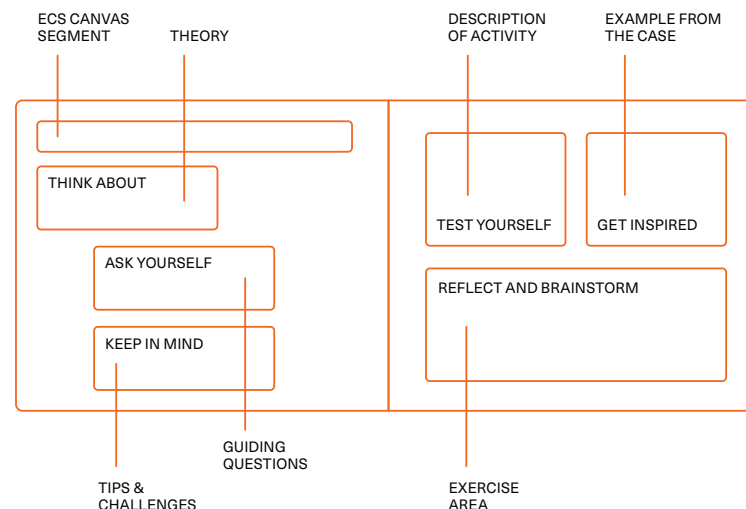 ECS CANVAS
SEGMENT
THEORY
DESCRIPTION
OF ACTIVITY
EXAMPLE FROM
THE CASE
THINK ABOUT
ASK YOURSELF
KEEP IN MIND
TEST YOURSELF
GET INSPIRED
REFLECT AND BRAINSTORM
GUIDING
QUESTIONS
TIPS &
CHALLENGES
EXERCISE
AREA